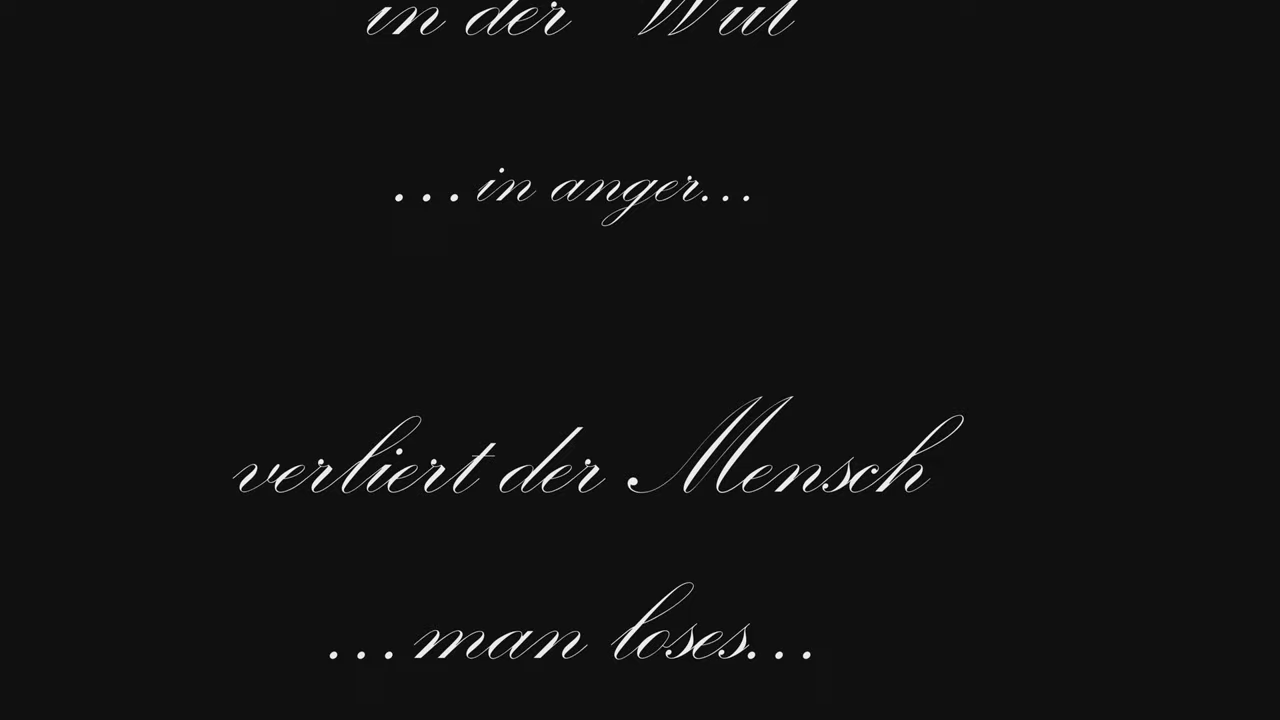 in der Wut
...in anger...
verliert der Mensch
...man loses...